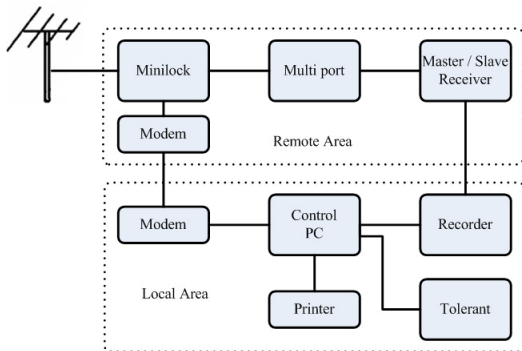 Minilock
Multi port
Master / Slave
Receiver
Modem
Remote Area
Modem
Control
PC
Recorder
Local Area
Printer
Tolerant